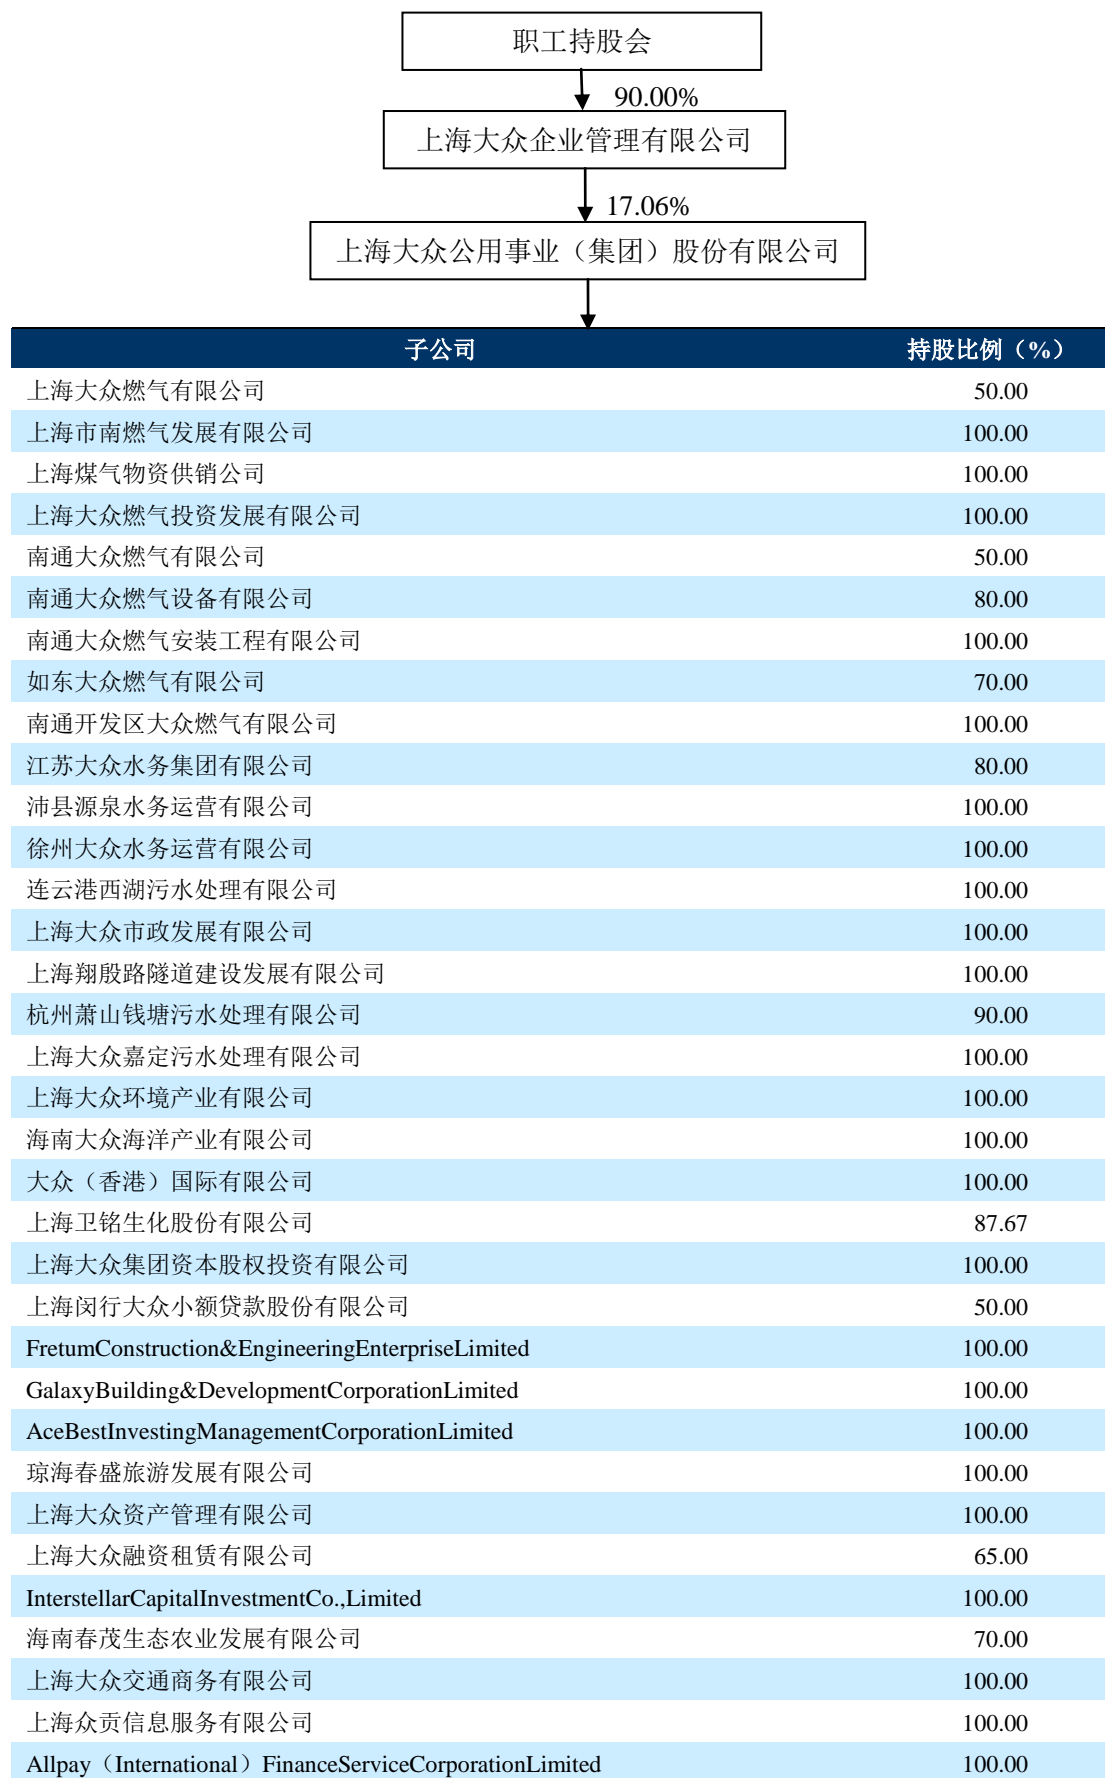 职工持股会
90.00%
上海大众企业管理有限公司
17.06%
上海大众公用事业（集团）股份有限公司
子公司 持股比例（%）
上海大众燃气有限公司 50.00
上海市南燃气发展有限公司 100.00
上海煤气物资供销公司 100.00
上海大众燃气投资发展有限公司 100.00
南通大众燃气有限公司 50.00
南通大众燃气设备有限公司 80.00
南通大众燃气安装工程有限公司 100.00
如东大众燃气有限公司 70.00
南通开发区大众燃气有限公司 100.00
江苏大众水务集团有限公司 80.00
沛县源泉水务运营有限公司 100.00
徐州大众水务运营有限公司 100.00
连云港西湖污水处理有限公司 100.00
上海大众市政发展有限公司 100.00
上海翔殷路隧道建设发展有限公司 100.00
杭州萧山钱塘污水处理有限公司 90.00
上海大众嘉定污水处理有限公司 100.00
上海大众环境产业有限公司 100.00
海南大众海洋产业有限公司 100.00
大众（香港）国际有限公司 100.00
上海卫铭生化股份有限公司 87.67
上海大众集团资本股权投资有限公司 100.00
上海闵行大众小额贷款股份有限公司 50.00
FretumConstruction&EngineeringEnterpriseLimited 100.00
GalaxyBuilding&DevelopmentCorporationLimited 100.00
AceBestInvestingManagementCorporationLimited 100.00
琼海春盛旅游发展有限公司 100.00
上海大众资产管理有限公司 100.00
上海大众融资租赁有限公司 65.00
InterstellarCapitalInvestmentCo.,Limited 100.00
海南春茂生态农业发展有限公司 70.00
上海大众交通商务有限公司 100.00
上海众贡信息服务有限公司 100.00
Allpay（International）FinanceServiceCorporationLimited 100.00